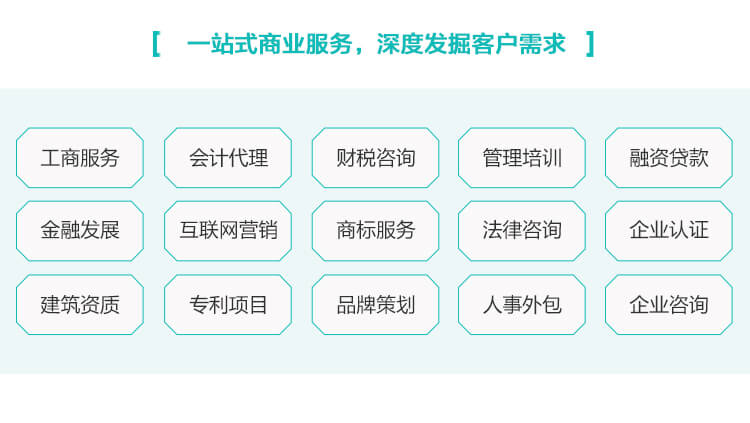 [ 一站式商业服务，深度发掘客户需求 ]
工商服务 会计代理 财税咨询 管理培训 融资贷款
金融发展 互联网营销 商标服务 法律咨询 企业认证
建筑资质 专利项目 品牌策划 人事外包 企业咨询